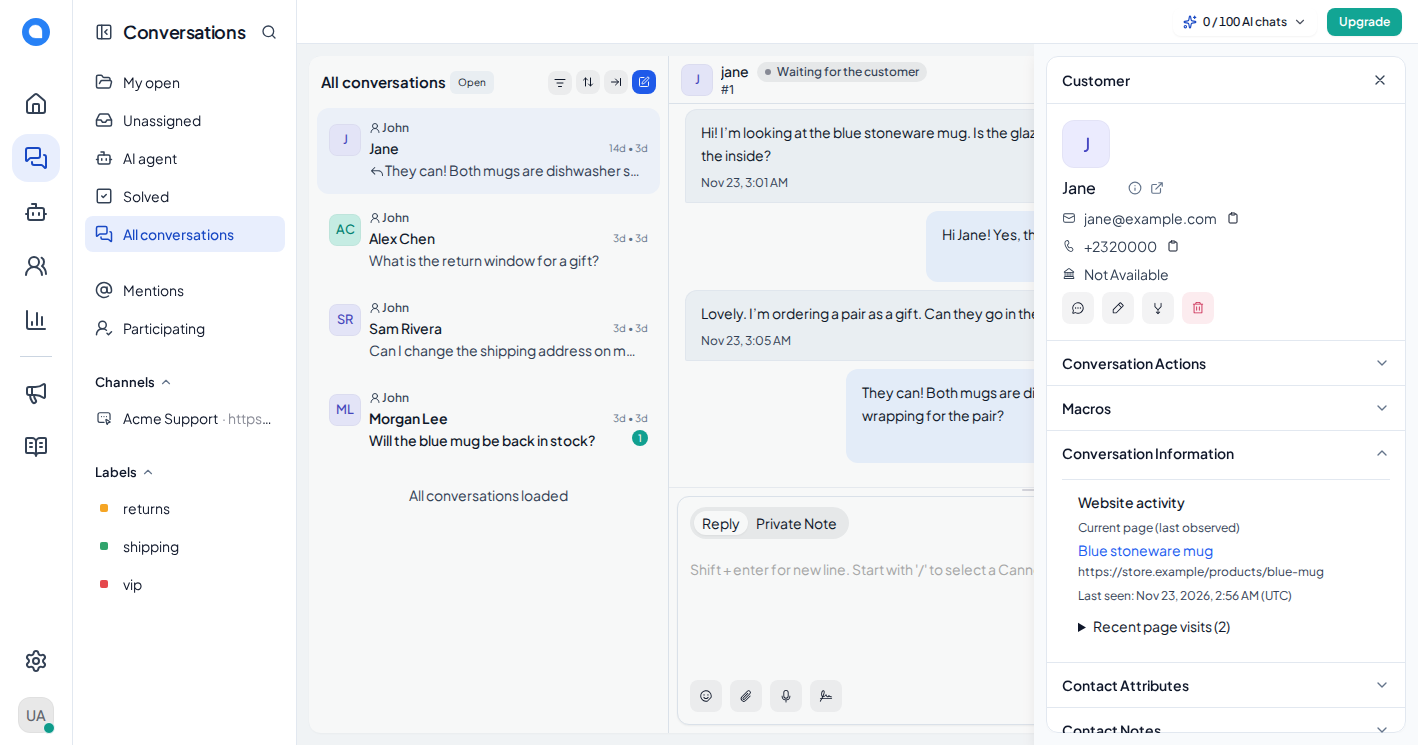 Conversations
My open
Unassigned
AI agent
Solved
All conversations
Mentions
Participating
Channels
Acme Support · https...
Labels
returns
shipping
vip
UA
0 / 100 AI chats
Upgrade
All conversations
Open
J
John
Jane
14d • 3d
They can! Both mugs are dishwasher s...
AC
John
Alex Chen
3d • 3d
What is the return window for a gift?
SR
John
Sam Rivera
3d • 3d
Can I change the shipping address on m...
ML
John
Morgan Lee
3d • 3d
Will the blue mug be back in stock?
1
All conversations loaded
J
jane
Waiting for the customer
#1
Hi! I'm looking at the blue stoneware mug. Is the glaz
the inside?
Nov 23, 3:01 AM
Hi Jane! Yes, th
Lovely. I'm ordering a pair as a gift. Can they go in the
Nov 23, 3:05 AM
They can! Both mugs are di
wrapping for the pair?
Reply
Private Note
Shift + enter for new line. Start with '/' to select a Cann
Customer
J
Jane
jane@example.com
+2320000
Not Available
Conversation Actions
Macros
Conversation Information
Website activity
Current page (last observed)
Blue stoneware mug
https://store.example/products/blue-mug
Last seen: Nov 23, 2026, 2:56 AM (UTC)
Recent page visits (2)
Contact Attributes
Contact Notes